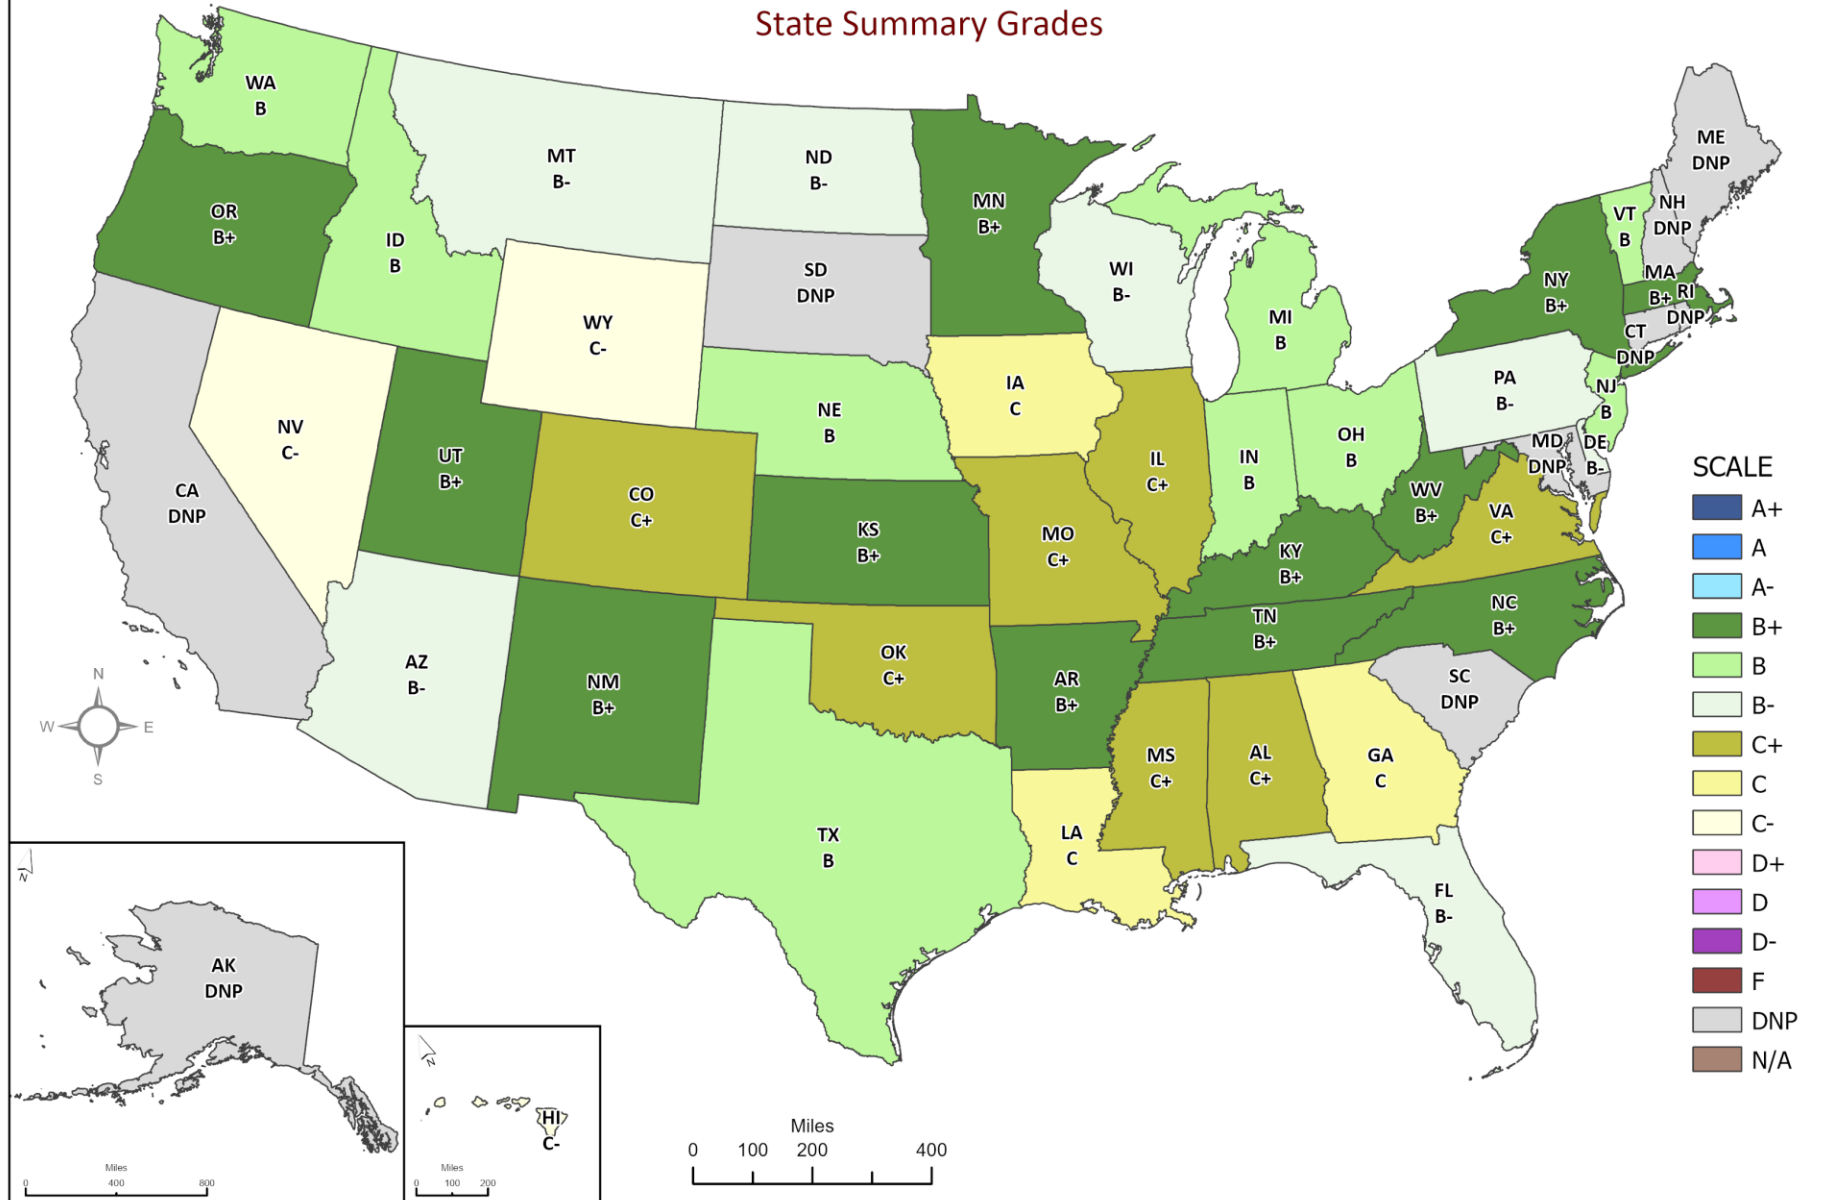 State Summary Grades
WA
B
OR
B+
ID
B
MT
B-
ND
B-
MN
B+
SD
DNP
WI
B-
MI
B
WY
C-
NE
B
IA
C
NV
C-
UT
B+
CO
C+
KS
B+
MO
C+
IL
C+
IN
B
OH
B
CA
DNP
AZ
B-
NM
B+
OK
C+
AR
B+
TX
B
LA
C
MS
C+
AL
C+
GA
C
FL
B-
SC
DNP
NC
B+
TN
B+
KY
B+
WV
B+
VA
C+
MD
DNP
DE
B-
PA
B-
NJ
B
NY
B+
CT
DNP
RI
DNP
MA
B+
VT
B
NH
DNP
ME
DNP
N
W
E
S
SCALE
A+
A
A-
B+
B
B-
C+
C
C-
D+
D
D-
F
DNP
N/A
N
AK
DNP
Miles
0 400 800
N
HI
C-
Miles
0 100 200
Miles
0 100 200 400